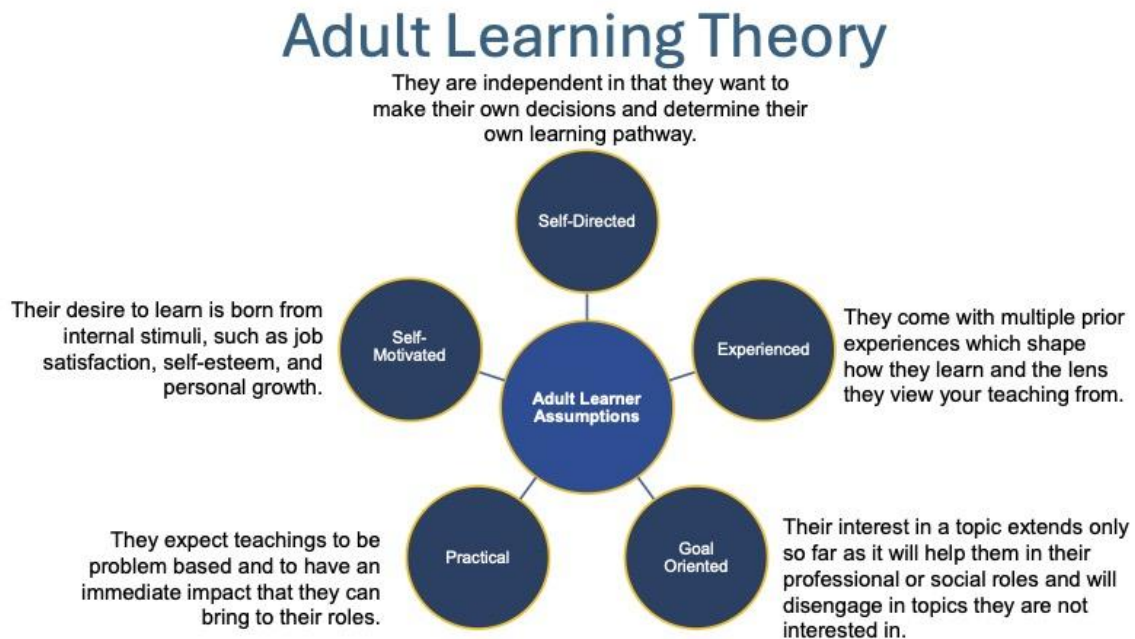 Adult Learning Theory
They are independent in that they want to
make their own decisions and determine their
own learning pathway.
Self-Directed
Their desire to learn is born from
internal stimuli, such as job
satisfaction, self-esteem, and
personal growth.
Self-
Motivated
Adult Learner
Assumptions
Experienced
They come with multiple prior
experiences which shape
how they learn and the lens
they view your teaching from.
They expect teachings to be
problem based and to have an
immediate impact that they can
bring to their roles.
Practical
Goal
Oriented
Their interest in a topic extends only
so far as it will help them in their
professional or social roles and will
disengage in topics they are not
interested in.